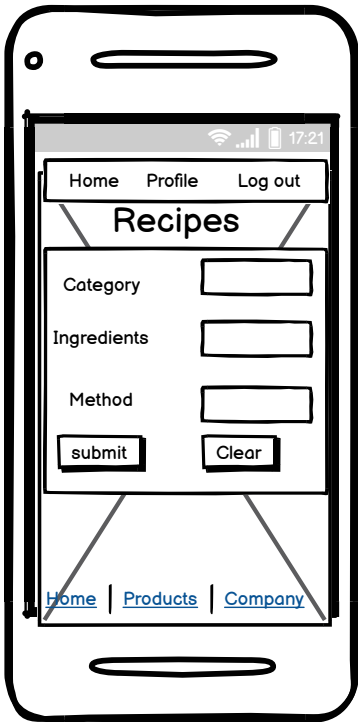 17:21
Home Profile Log out
Recipes
Category
Ingredients
Method
submit Clear
Home Products Company